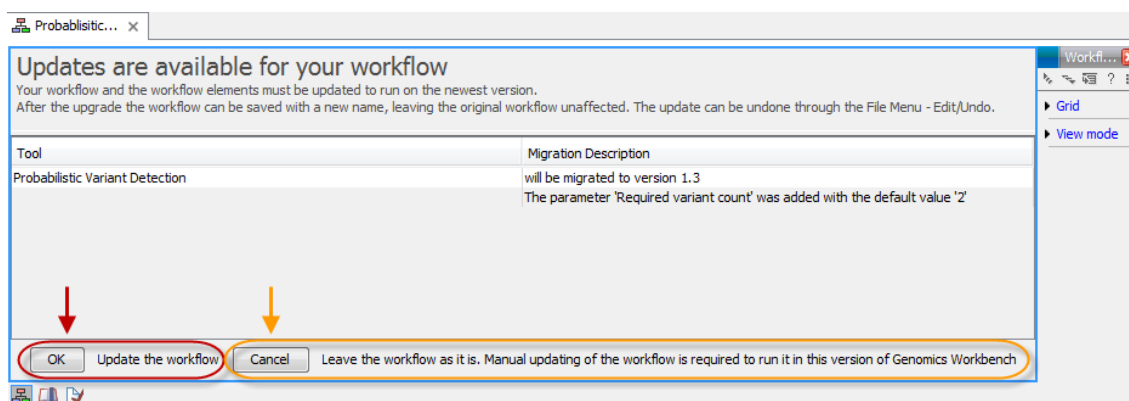 Probablisitic...
Workfl...
Updates are available for your workflow
Your workflow and the workflow elements must be updated to run on the newest version.
After the upgrade the workflow can be saved with a new name, leaving the original workflow unaffected. The update can be undone through the File Menu - Edit/Undo.
?
Grid
View mode
Tool Migration Description
Probabilistic Variant Detection will be migrated to version 1.3
The parameter 'Required variant count' was added with the default value '2'
OK Update the workflow Cancel Leave the workflow as it is. Manual updating of the workflow is required to run it in this version of Genomics Workbench